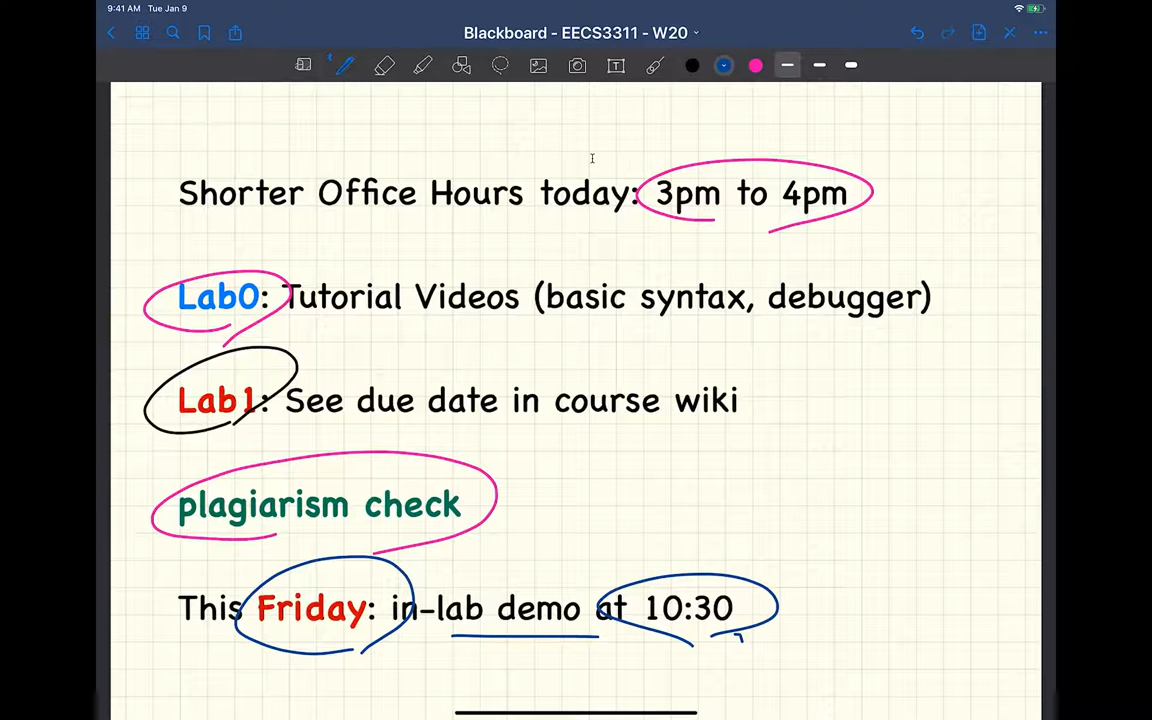 9:41 AM Tue Jan 9
Blackboard - EECS3311 - W20
Shorter Office Hours today: 3pm to 4pm
Lab0: Tutorial Videos (basic syntax, debugger)
Lab1: See due date in course wiki
plagiarism check
This Friday: in-lab demo at 10:30